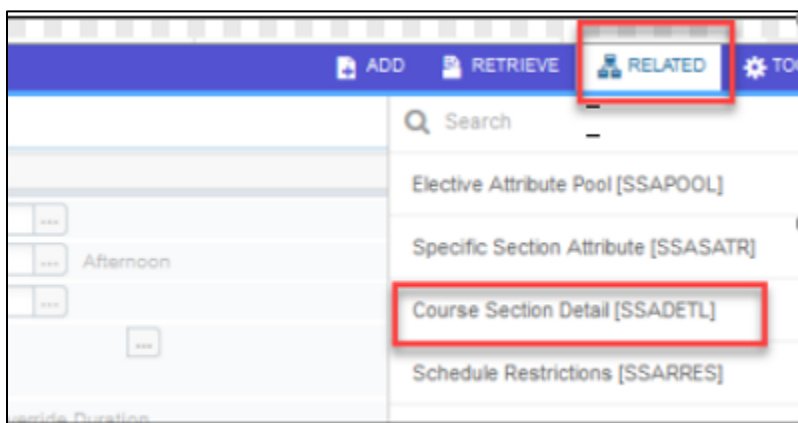 ADD RETRIEVE RELATED
Search
Elective Attribute Pool [SSAPOOL]
Specific Section Attribute [SSASATR]
Afternoon
Course Section Detail [SSADETL]
Schedule Restrictions [SSARRES]
Duration